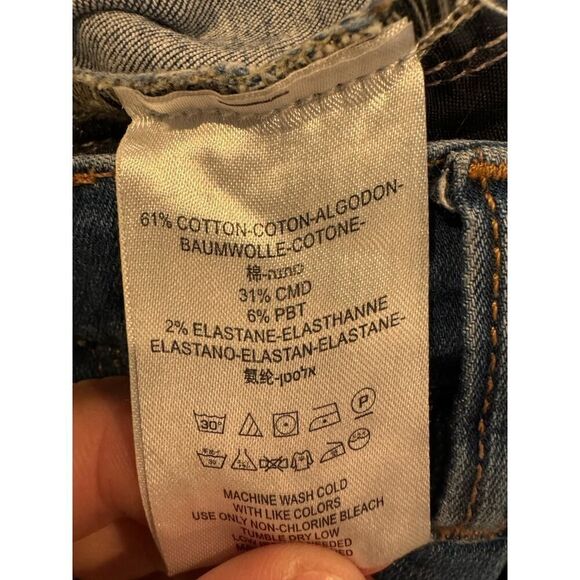 61% COTTON-COTON-ALGODON-
BAUMWOLLE-COTONE-
棉-כותנה
31% CMD
6% PBT
2% ELASTANE-ELASTHANNE
ELASTANO-ELASTAN-ELASTANE-
氨纶-אלסטן
30° P
MACHINE WASH COLD
WITH LIKE COLORS
USE ONLY NON-CHLORINE BLEACH
TUMBLE DRY LOW
NEEDED